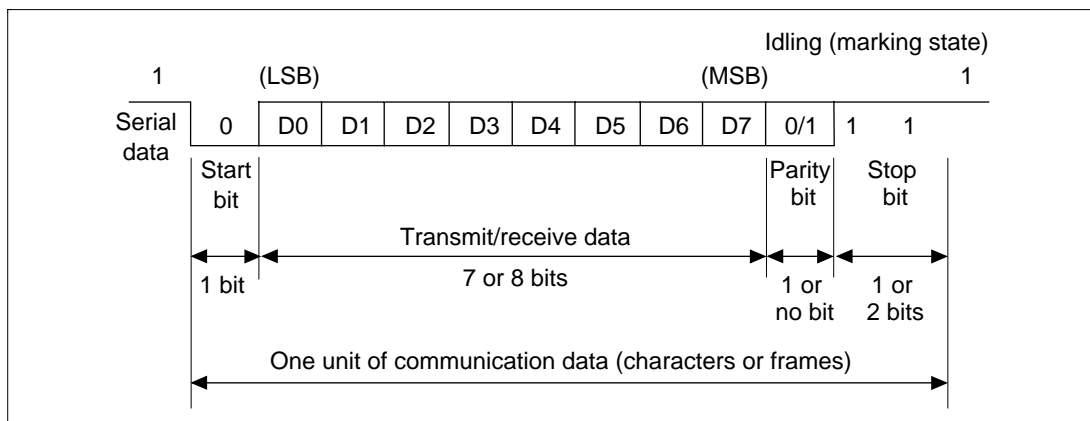 Idling (marking state)
1 (LSB) (MSB) 1
Serial
data
0 D0 D1 D2 D3 D4 D5 D6 D7 0/1 1 1
Start
bit
Parity
bit
Stop
bit
Transmit/receive data
1 bit
7 or 8 bits
1 or
no bit
1 or
2 bits
One unit of communication data (characters or frames)